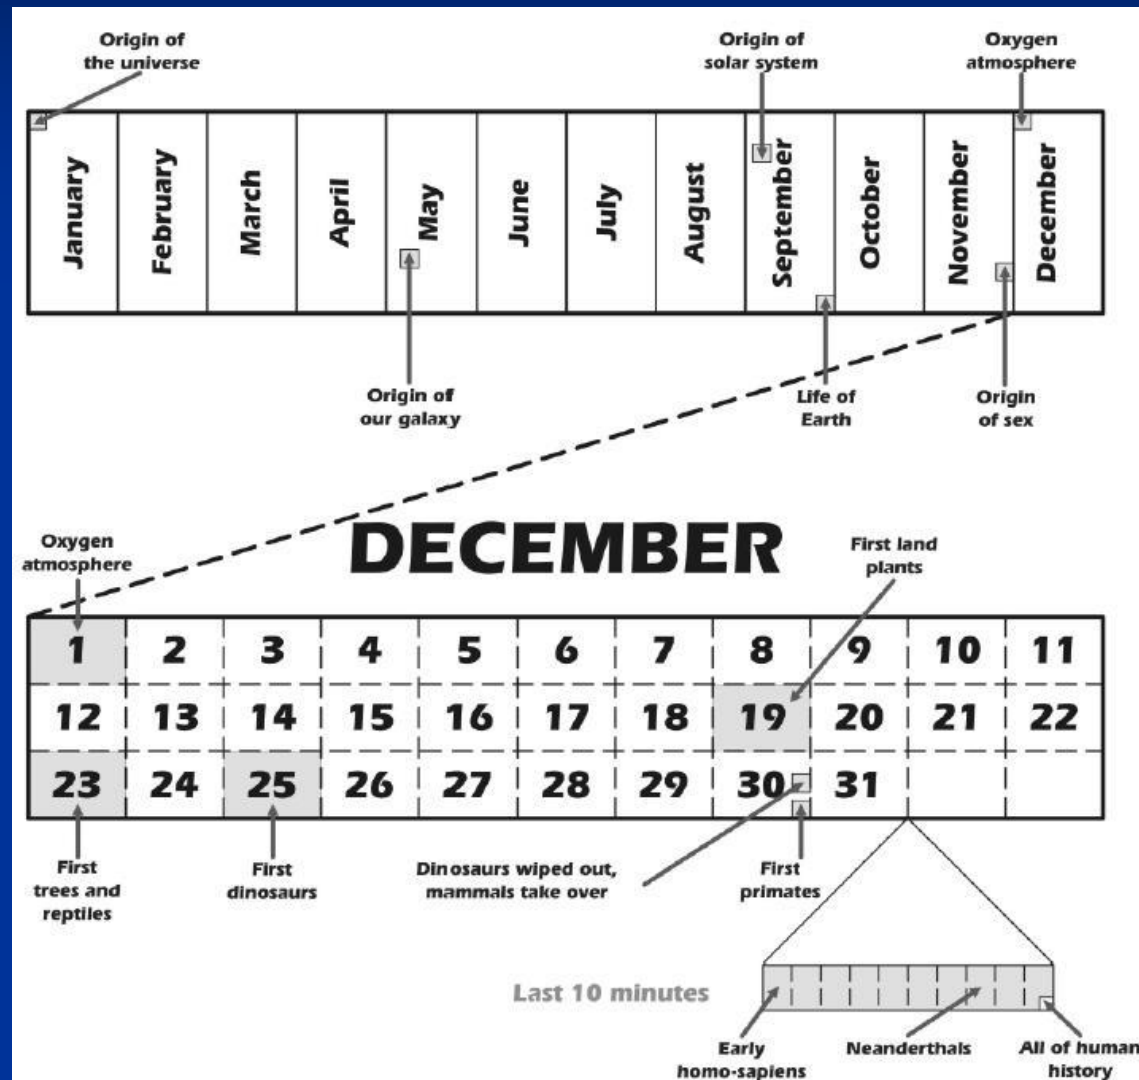 Origin of
the universe
Origin of
solar system
Oxygen
atmosphere
January
February
March
April
May
June
July
August
September
October
November
December
Origin of
our galaxy
Life of
Earth
Origin
of sex
DECEMBER
Oxygen
atmosphere
First land
plants
1 2 3 4 5 6 7 8 9 10 11
12 13 14 15 16 17 18 19 20 21 22
23 24 25 26 27 28 29 30 31
First
trees and
reptiles
First
dinosaurs
Dinosaurs wiped out,
mammals take over
First
primates
Last 10 minutes
Early
homo-sapiens
Neanderthals
All of human
history